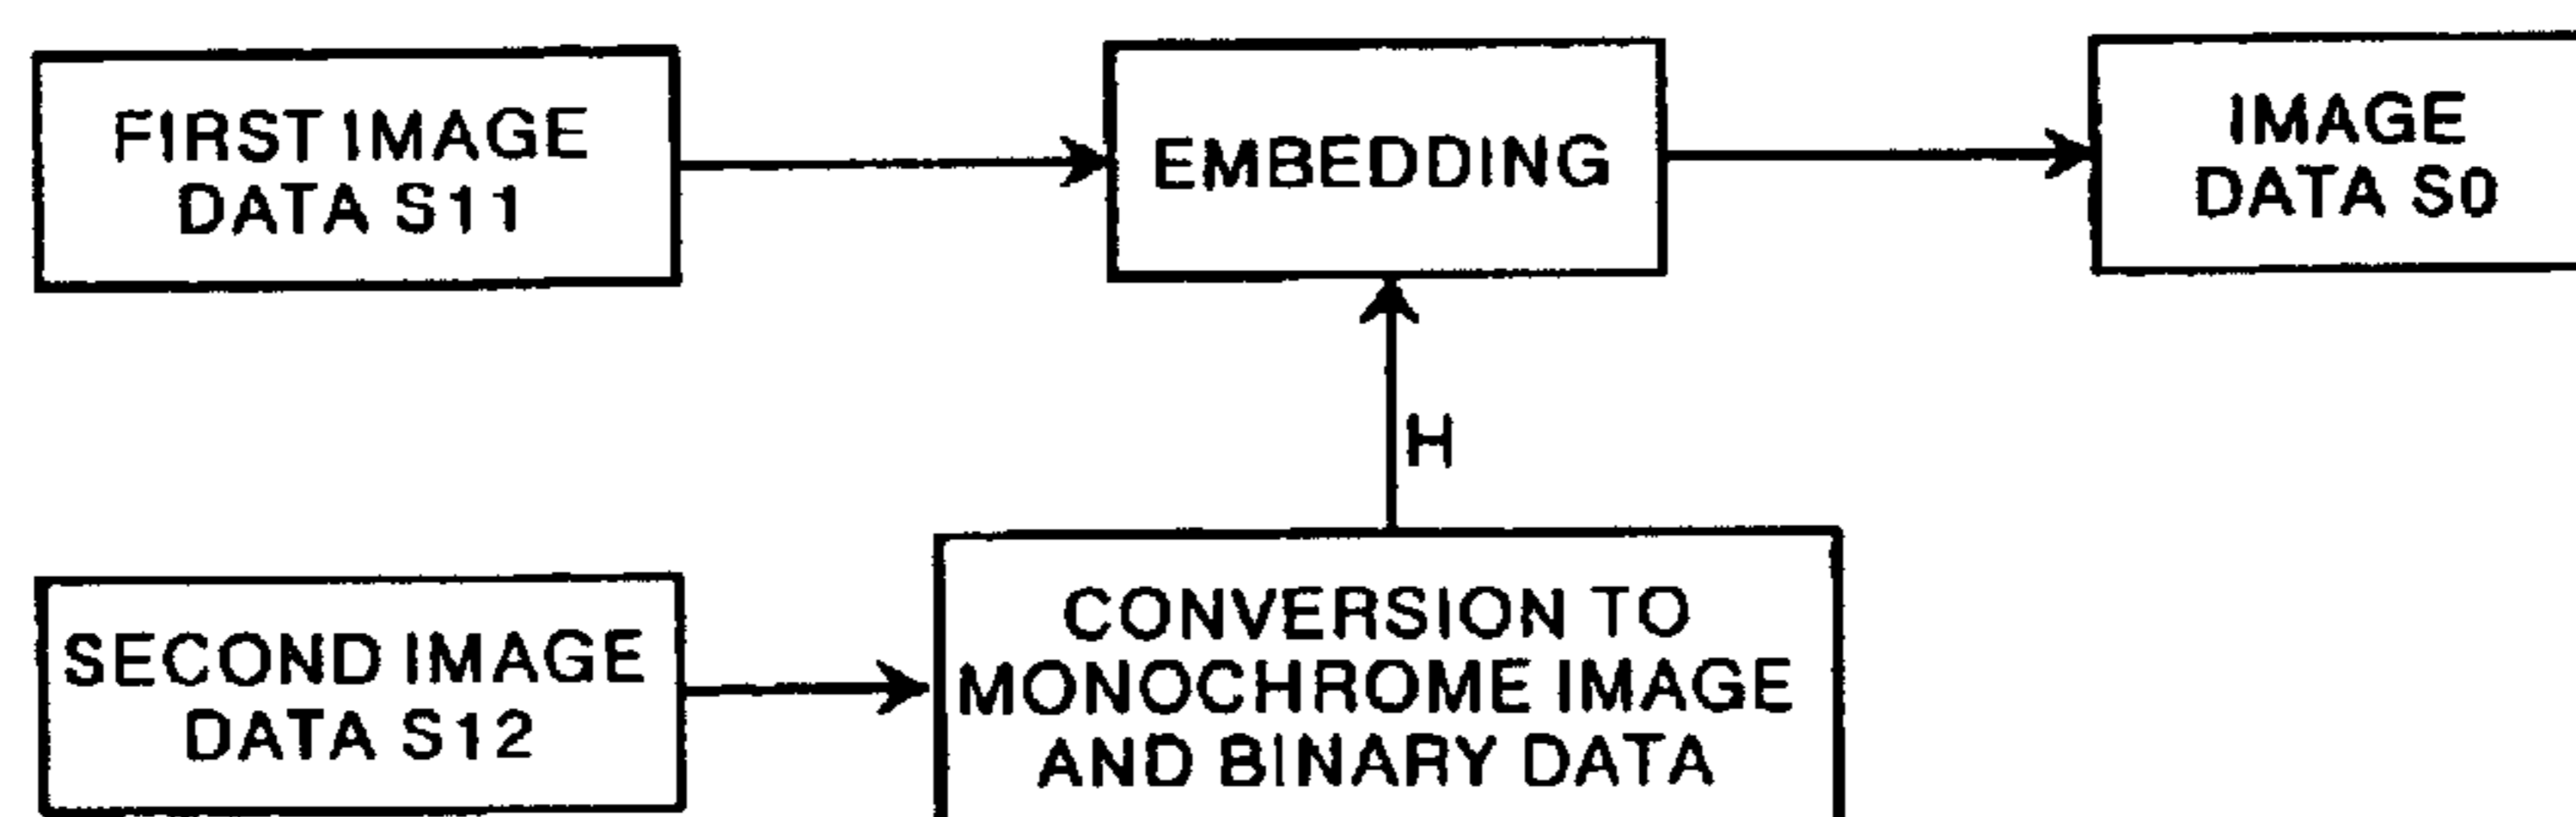 FIRST IMAGE
DATA S11
EMBEDDING
IMAGE
DATA S0
H
SECOND IMAGE
DATA S12
CONVERSION TO
MONOCHROME IMAGE
AND BINARY DATA